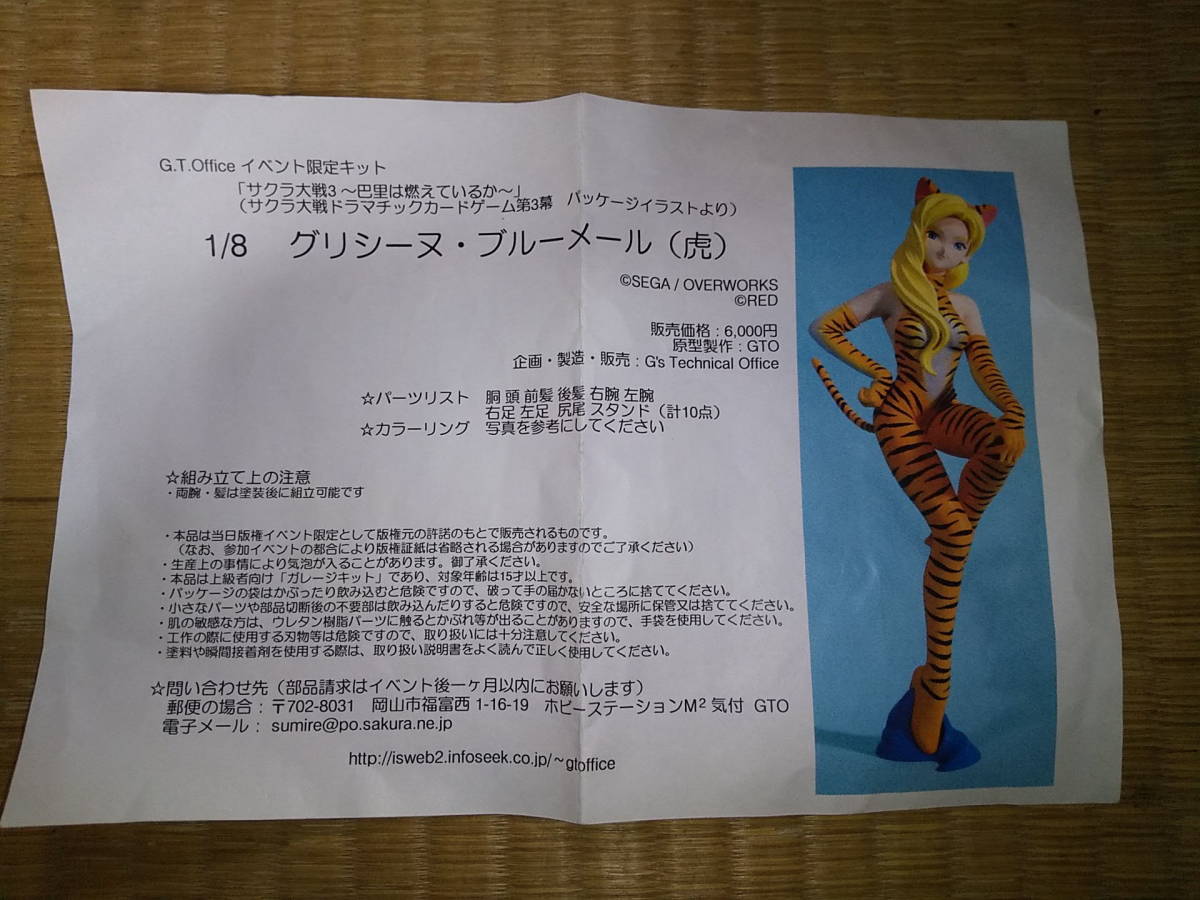 G.T.Office イベント限定キット
「サクラ大戦3 ～巴里は燃えているか～」
（サクラ大戦ドラマチックカードゲーム第3幕　パッケージイラストより）
1/8　グリシーヌ・ブルーメール（虎）
©SEGA / OVERWORKS
©RED
販売価格：6,000円
原型製作：GTO
企画・製造・販売：G's Technical Office
☆パーツリスト　胴 頭 前髪 後髪 右腕 左腕
右足 左足 尻尾 スタンド（計10点）
☆カラーリング　写真を参考にしてください
☆組み立て上の注意
・両腕・髪は塗装後に組立可能です
・本品は当日版権イベント限定として版権元の許諾のもとで販売されるものです。
（なお、参加イベントの都合により版権証紙は省略される場合がありますのでご了承ください）
・生産上の事情により気泡が入ることがあります。御了承ください。
・本品は上級者向け「ガレージキット」であり、対象年齢は15才以上です。
・パッケージの袋はかぶったり飲み込むと危険ですので、破って手の届かないところに捨ててください。
・小さなパーツや部品切断後の不要部は飲み込んだりすると危険ですので、安全な場所に保管又は捨ててください。
・肌の敏感な方は、ウレタン樹脂パーツに触るとかぶれ等が出ることがありますので、手袋を使用してください。
・工作の際に使用する刃物等は危険ですので、取り扱いには十分注意してください。
・塗料や瞬間接着剤を使用する際は、取り扱い説明書をよく読んで正しく使用してください。
☆問い合わせ先（部品請求はイベント後一ヶ月以内にお願いします）
郵便の場合：〒702-8031　岡山市福富西 1-16-19　ホビーステーションM² 気付　GTO
電子メール： sumire@po.sakura.ne.jp
http://isweb2.infoseek.co.jp/~gtoffice